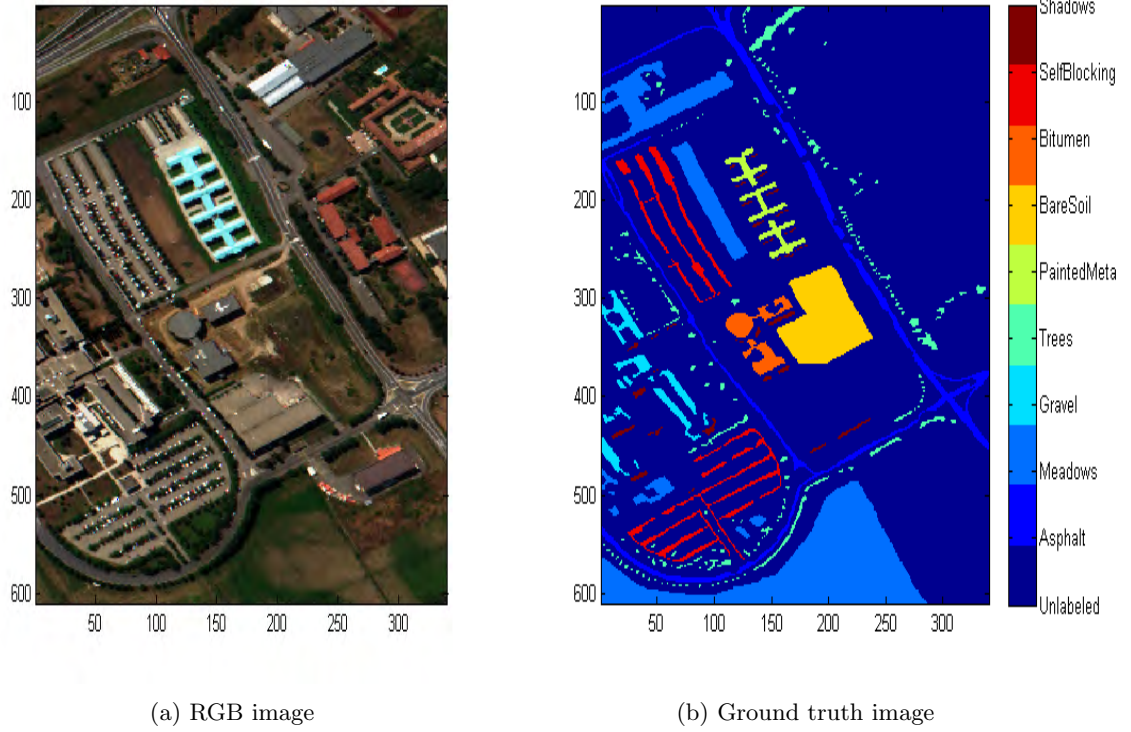 100
200
300
400
500
600
50
100
150
200
250
300
100
200
300
400
500
600
50
100
150
200
250
300
Shadows
SelfBlocking
Bitumen
BareSoil
PaintedMeta
Trees
Gravel
Meadows
Asphalt
Unlabeled
(a) RGB image
(b) Ground truth image